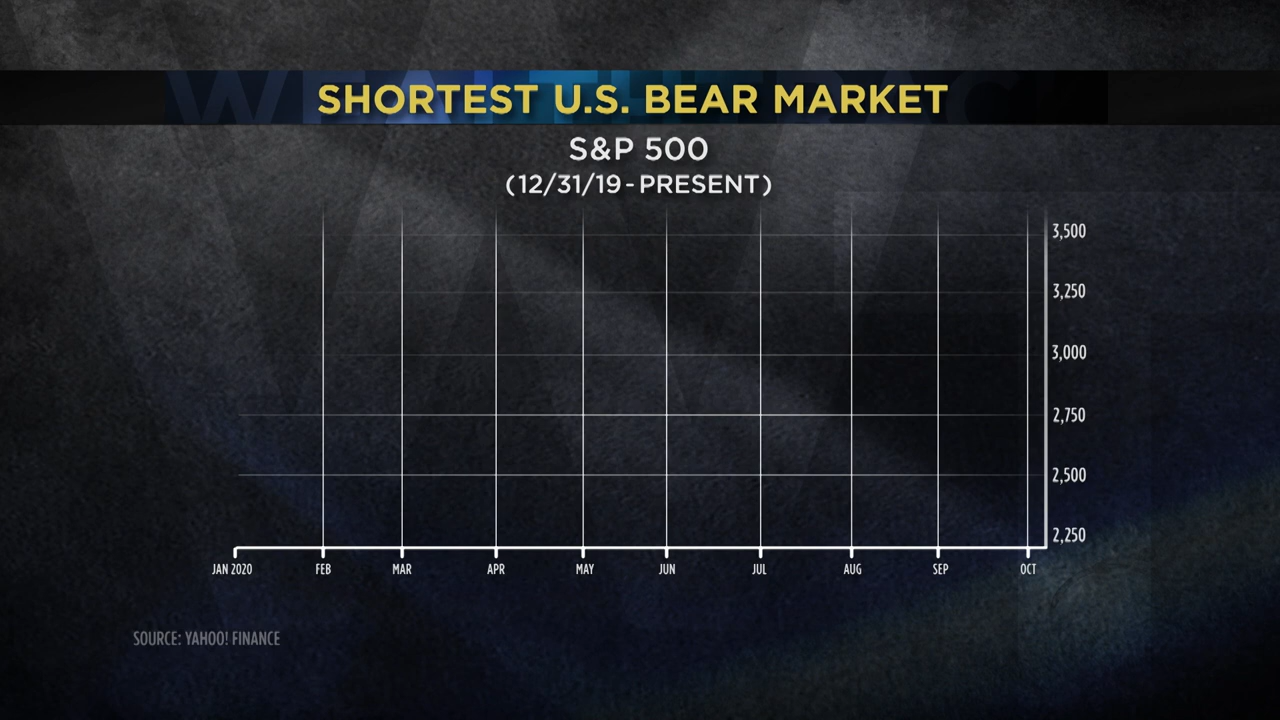 SHORTEST U.S. BEAR MARKET
S&P 500
(12/31/19 - PRESENT)
3,500
3,250
3,000
2,750
2,500
2,250
JAN 2020 FEB MAR APR MAY JUN JUL AUG SEP OCT
SOURCE: YAHOO! FINANCE